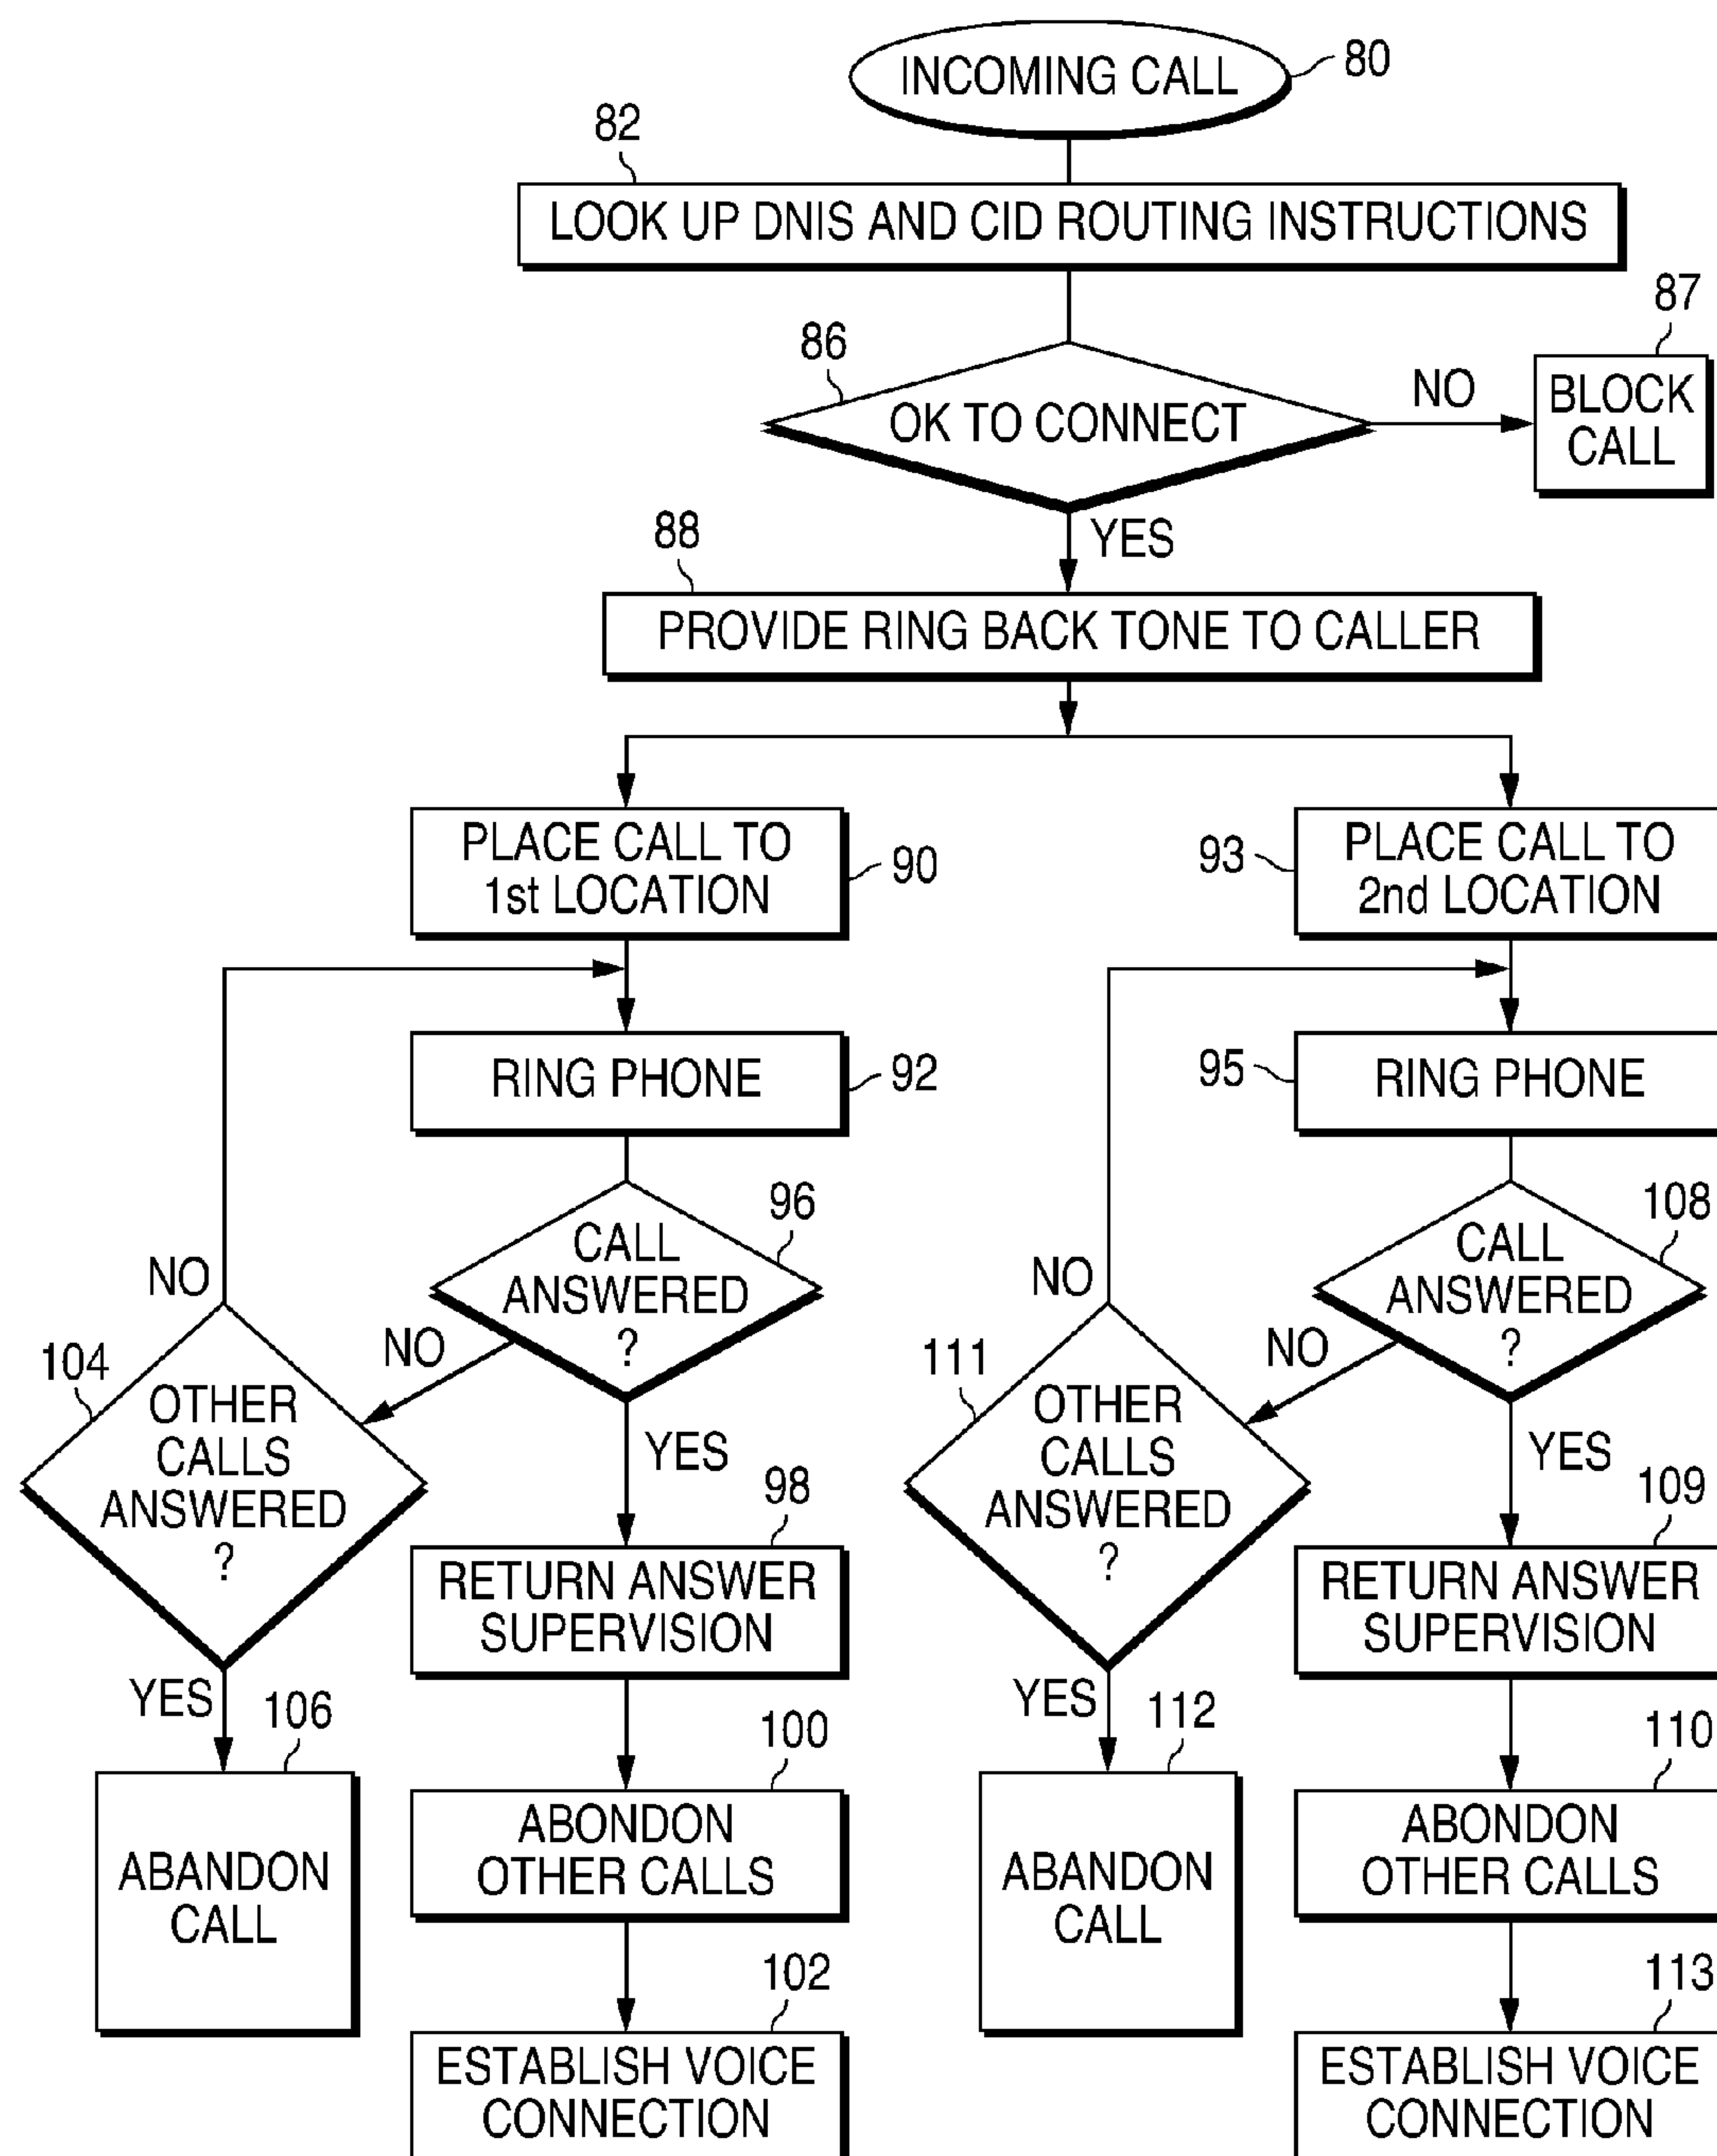 INCOMING CALL
80
82
LOOK UP DNIS AND CID ROUTING INSTRUCTIONS
87
86
OK TO CONNECT
NO
BLOCK
CALL
YES
88
PROVIDE RING BACK TONE TO CALLER
PLACE CALL TO
1st LOCATION
90
93
PLACE CALL TO
2nd LOCATION
RING PHONE
92
95
RING PHONE
96
CALL
ANSWERED
?
NO
NO
104
OTHER
CALLS
ANSWERED
?
YES
98
RETURN ANSWER
SUPERVISION
YES
106
ABANDON
CALL
100
ABONDON
OTHER CALLS
102
ESTABLISH VOICE
CONNECTION
108
CALL
ANSWERED
?
NO
NO
111
OTHER
CALLS
ANSWERED
?
YES
109
RETURN ANSWER
SUPERVISION
YES
112
ABANDON
CALL
110
ABONDON
OTHER CALLS
113
ESTABLISH VOICE
CONNECTION